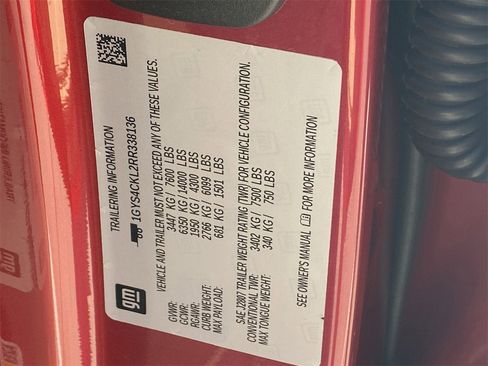 TRAILERING INFORMATION
1GYS4CKL2RR338136
VEHICLE AND TRAILER MUST NOT EXCEED ANY OF THESE VALUES.
GVWR: 3447 KG / 7600 LBS
GCWR: 6350 KG / 14000 LBS
RGAWR: 1950 KG / 4300 LBS
CURB WEIGHT: 2766 KG / 6099 LBS
MAX PAYLOAD: 681 KG / 1501 LBS
SAE J2807 TRAILER WEIGHT RATING (TWR) FOR VEHICLE CONFIGURATION.
CONVENTIONAL TWR: 3402 KG / 7500 LBS
MAX TONGUE WEIGHT: 340 KG / 750 LBS
SEE OWNER'S MANUAL FOR MORE INFORMATION
gm